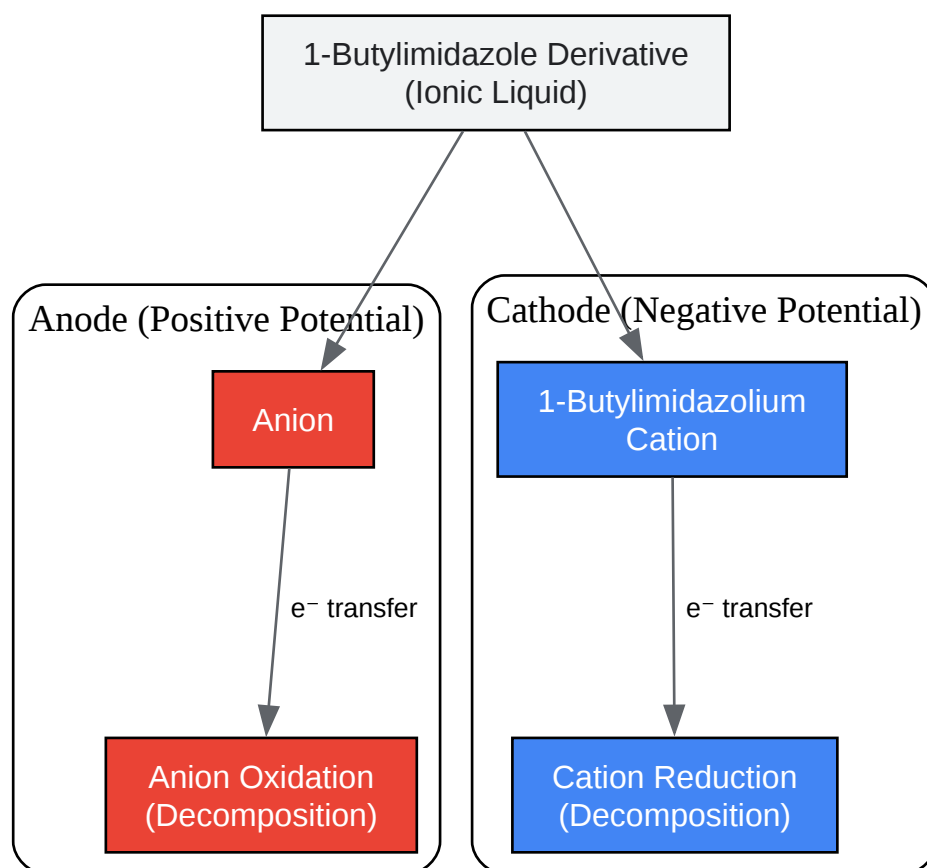 1-Butylimidazole Derivative
(Ionic Liquid)
Anode (Positive Potential)
Cathode (Negative Potential)
Anion
1-Butylimidazolium
Cation
e⁻ transfer
e⁻ transfer
Anion Oxidation
(Decomposition)
Cation Reduction
(Decomposition)